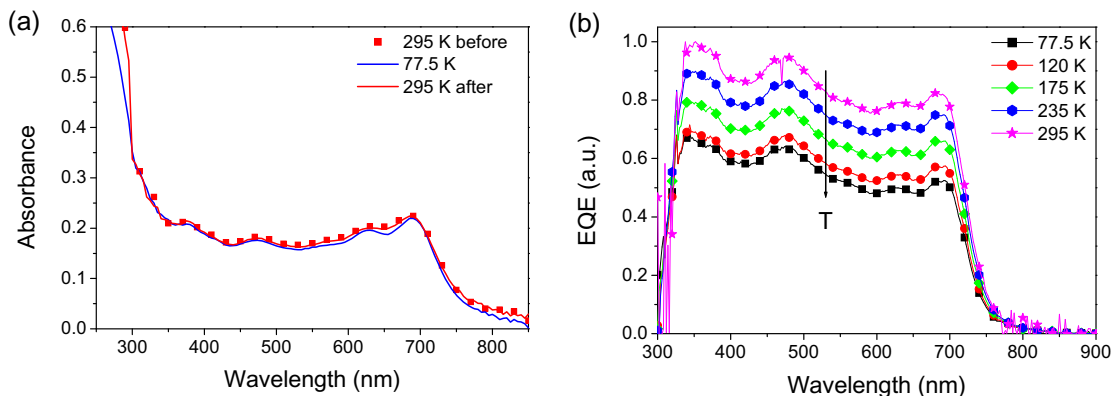 (a)
295 K before
77.5 K
295 K after
Absorbance
0.6
0.5
0.4
0.3
0.2
0.1
0.0
300 400 500 600 700 800
Wavelength (nm)
(b)
77.5 K
120 K
175 K
235 K
295 K
T
EQE (a.u.)
1.0
0.8
0.6
0.4
0.2
0.0
300 400 500 600 700 800 900
Wavelength (nm)